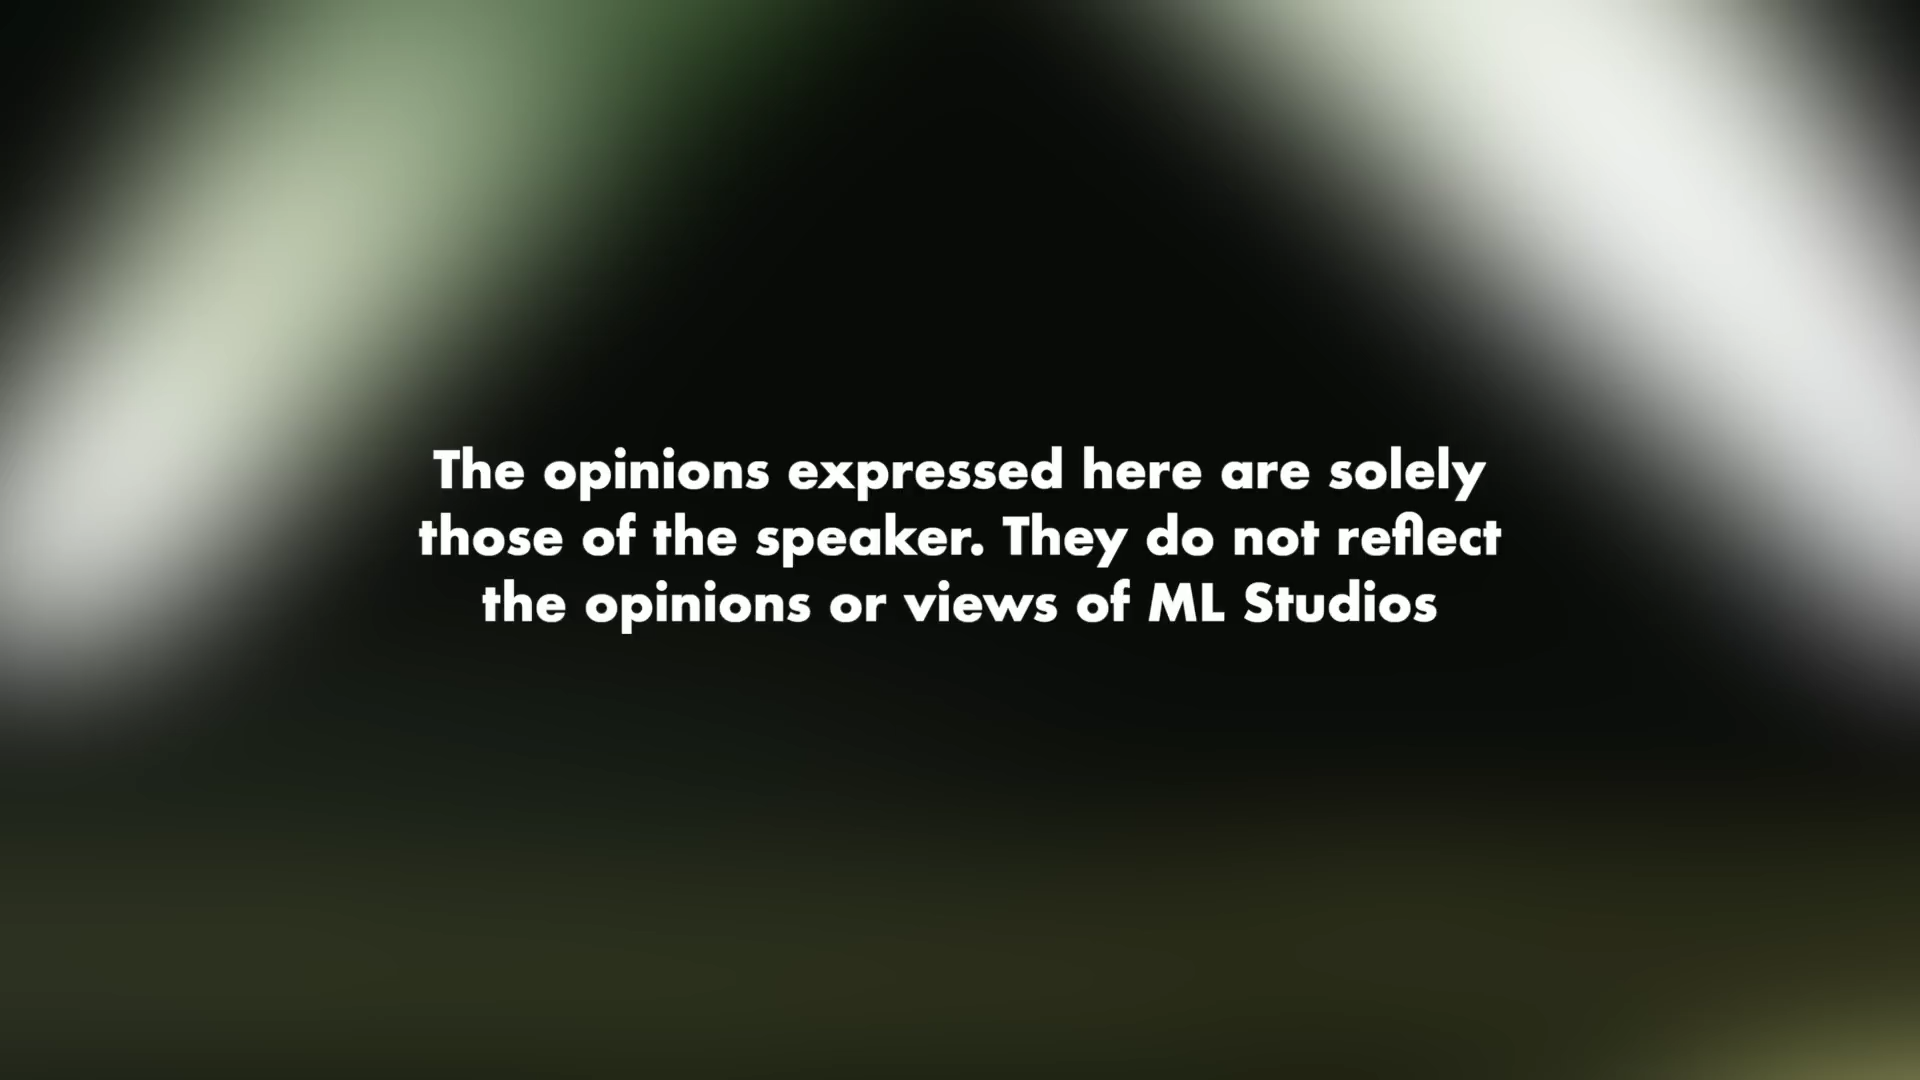 The opinions expressed here are solely
those of the speaker. They do not reflect
the opinions or views of ML Studios